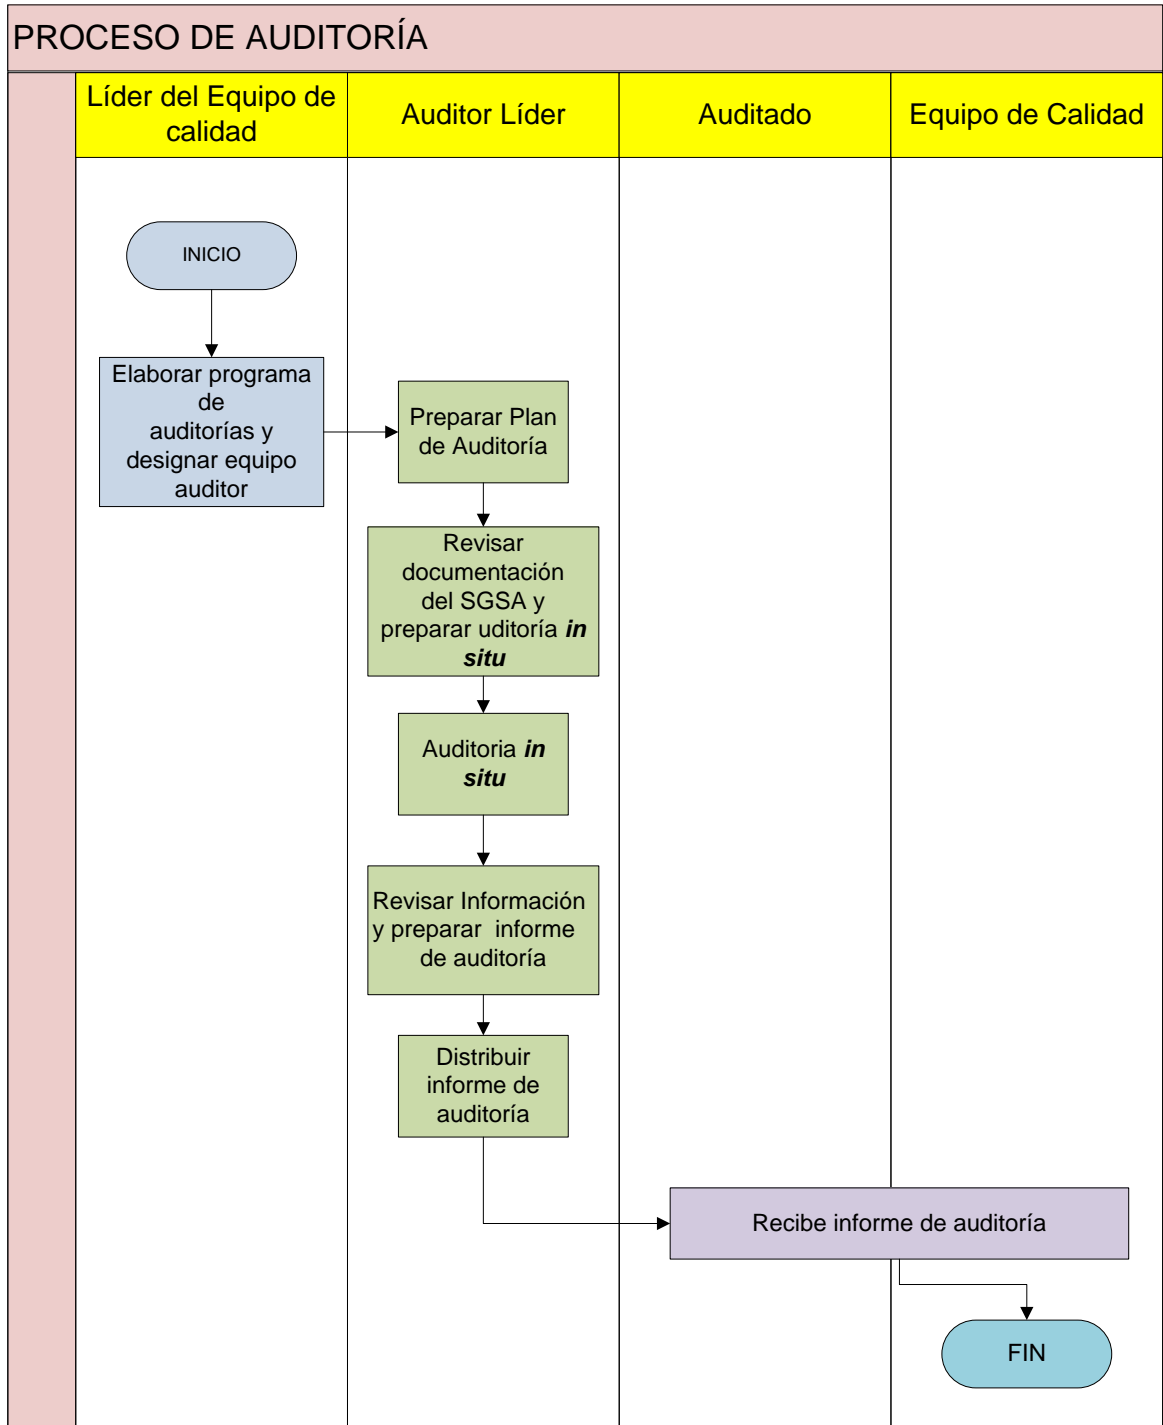 PROCESO DE AUDITORÍA
Líder del Equipo de
calidad
Auditor Líder
Auditado
Equipo de Calidad
INICIO
Elaborar programa
de
auditorías y
designar equipo
auditor
Preparar Plan
de Auditoría
Revisar
documentación
del SGSA y
preparar uditoría in
situ
Auditoria in
situ
Revisar Información
y preparar informe
de auditoría
Distribuir
informe de
auditoría
Recibe informe de auditoría
FIN